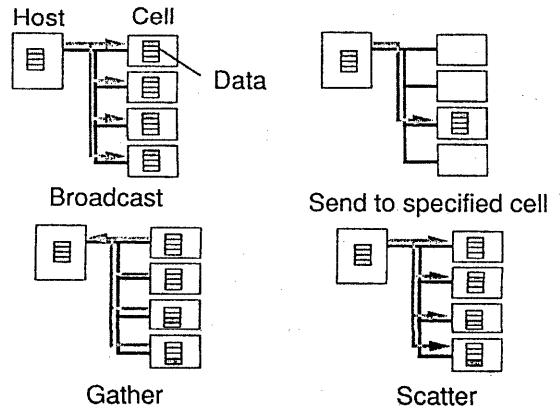 Host
Cell
Data
Broadcast
Send to specified cell
Gather
Scatter